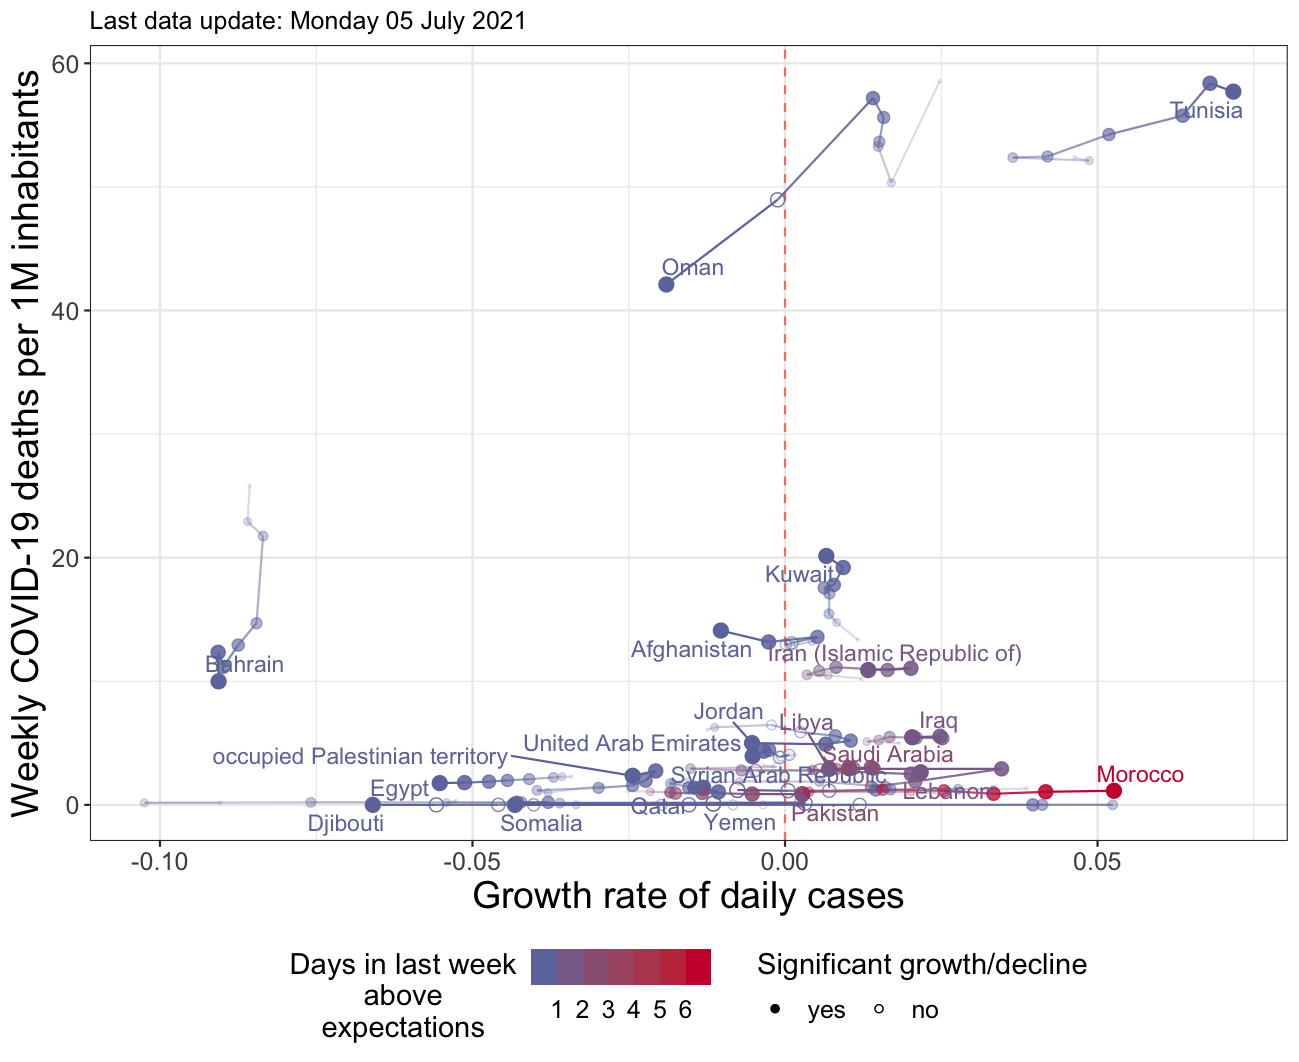 Last data update: Monday 05 July 2021
Weekly COVID-19 deaths per 1M inhabitants
60
40
20
0
Tunisia
Oman
Kuwait
Afghanistan
Iran (Islamic Republic of)
Bahrain
Jordan
Libya
Iraq
United Arab Emirates
occupied Palestinian territory
Saudi Arabia
Syrian Arab Republic
Morocco
Egypt
Lebanon
Qatar
Pakistan
Djibouti
Somalia
Yemen
-0.10
-0.05
0.00
0.05
Growth rate of daily cases
Days in last week
above
expectations
1 2 3 4 5 6
Significant growth/decline
yes
no